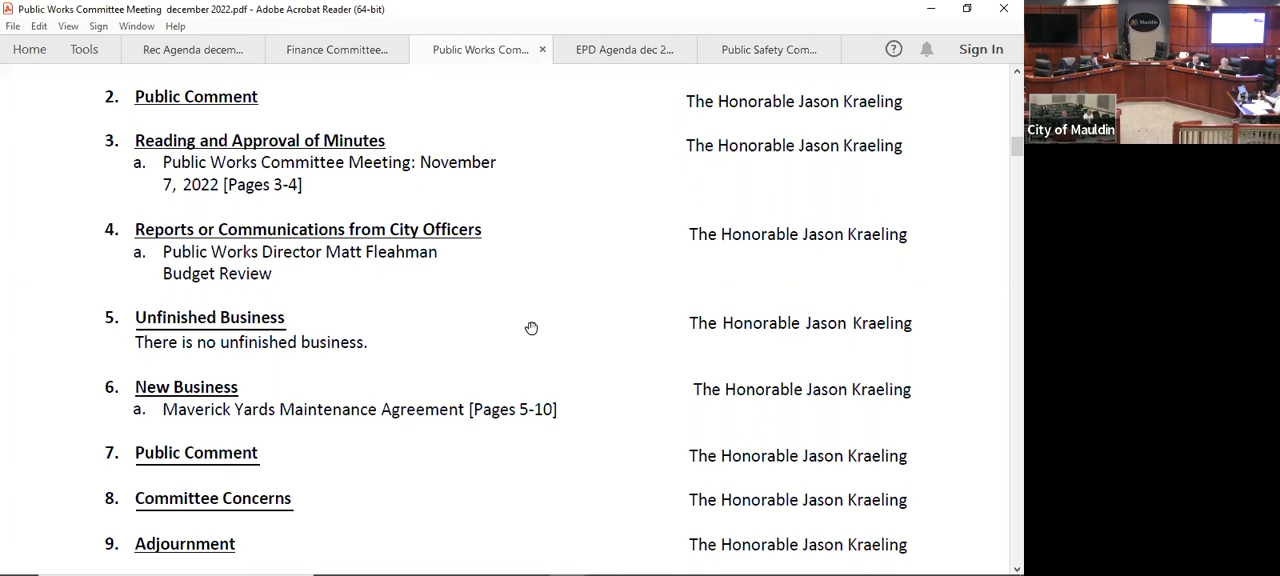 Public Works Committee Meeting december 2022.pdf - Adobe Acrobat Reader (64-bit)
File Edit View Sign Window Help
Home Tools Rec Agenda decem... Finance Committee... Public Works Com... × EPD Agenda dec 2... Public Safety Com... Sign In
2. Public Comment The Honorable Jason Kraeling
3. Reading and Approval of Minutes The Honorable Jason Kraeling
a. Public Works Committee Meeting: November
7, 2022 [Pages 3-4]
4. Reports or Communications from City Officers The Honorable Jason Kraeling
a. Public Works Director Matt Fleahman
Budget Review
5. Unfinished Business The Honorable Jason Kraeling
There is no unfinished business.
6. New Business The Honorable Jason Kraeling
a. Maverick Yards Maintenance Agreement [Pages 5-10]
7. Public Comment The Honorable Jason Kraeling
8. Committee Concerns The Honorable Jason Kraeling
9. Adjournment The Honorable Jason Kraeling
Mauldin
City of Mauldin